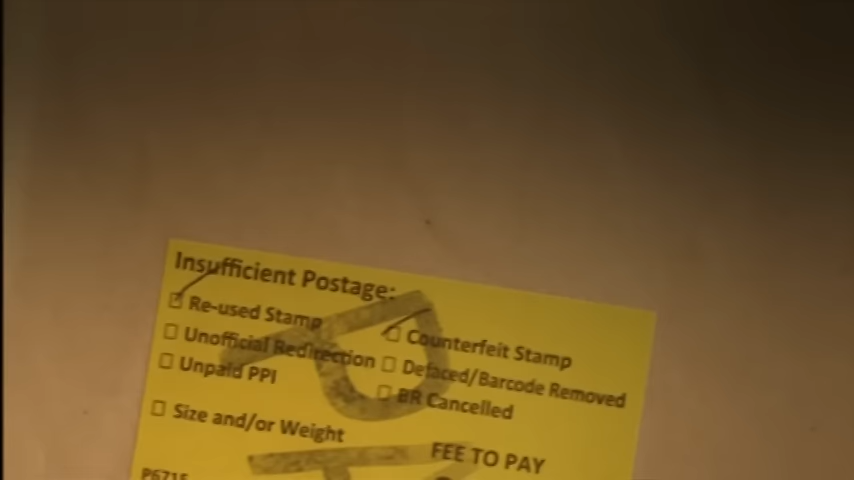 Insufficient Postage:
☑ Re-used Stamp ☑ Counterfeit Stamp
☐ Unofficial Redirection ☐ Defaced/Barcode Removed
☐ Unpaid PPI ☐ BR Cancelled
☐ Size and/or Weight
FEE TO PAY
P6715